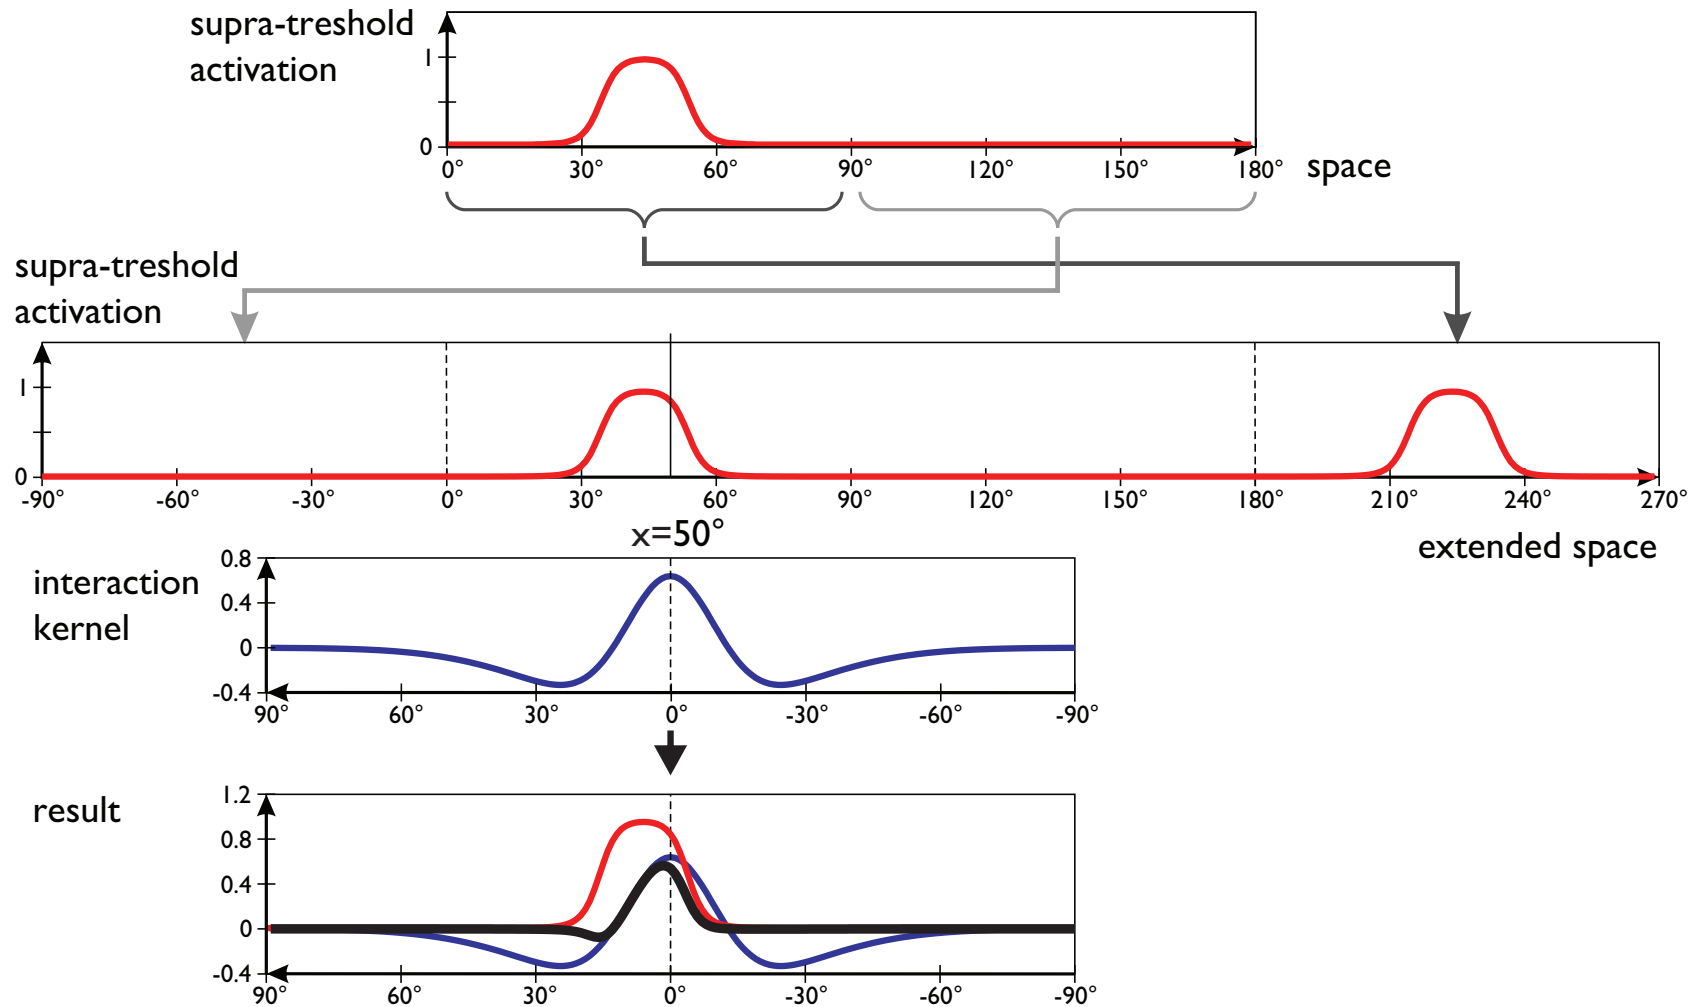 supra-treshold
activation
1
0
0° 30° 60° 90° 120° 150° 180°
space
supra-treshold
activation
1
0
-90° -60° -30° 0° 30° 60° 90° 120° 150° 180° 210° 240° 270°
x=50°
extended space
interaction
kernel
0.8
0.4
0
-0.4
90° 60° 30° 0° -30° -60° -90°
result
1.2
0.8
0.4
0
-0.4
90° 60° 30° 0° -30° -60° -90°